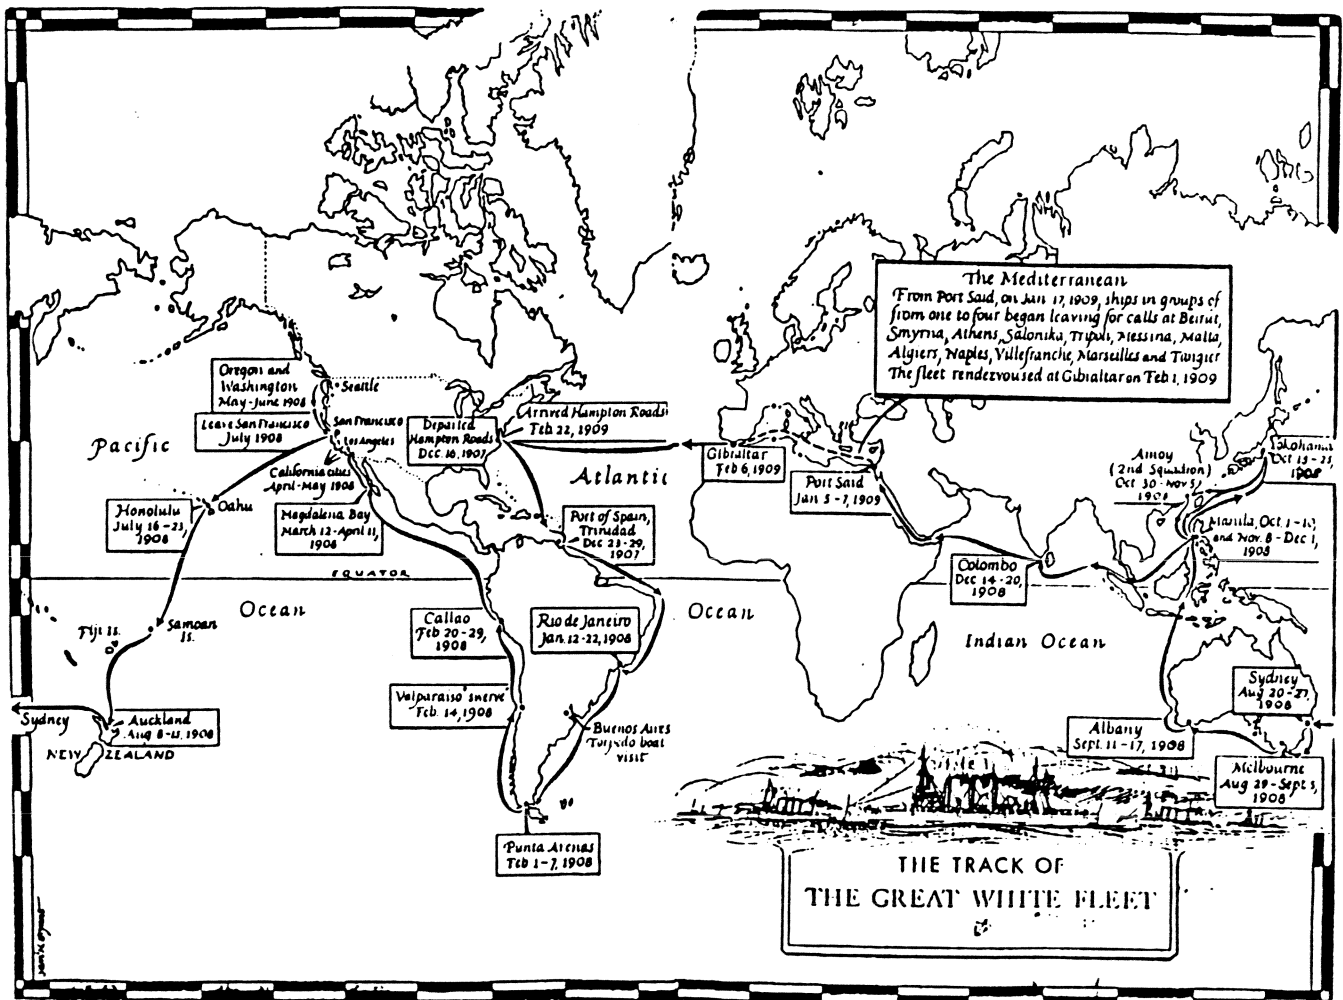 The Mediterranean
From Port Said, on Jan 17, 1909, ships in groups of
from one to four began leaving for calls at Beirut,
Smyrna, Athens, Salonika, Tripoli, Messina, Malta,
Algiers, Naples, Villefranche, Marseilles and Tangier
The fleet rendezvoused at Gibraltar on Feb 1, 1909
Oregon and
Washington
May-June 1908
Seattle
Leave San Francisco
July 1908
San Francisco
Los Angeles
California cities
April-May 1908
Departed
Hampton Roads
Dec. 16, 1907
Arrived Hampton Roads
Feb 22, 1909
Pacific
Atlantic
Gibraltar
Feb 6, 1909
Port Said
Jan 5-7, 1909
Amoy
(2nd Squadron)
Oct 30-Nov 5,
1908
Yokohama
Oct 18-25,
1908
Honolulu
July 16-23,
1908
Oahu
Magdalena Bay
March 12-April 11,
1908
Port of Spain,
Trinidad
Dec 23-29,
1907
Manila, Oct. 1-10,
and Nov. 8-Dec 1,
1908
Colombo
Dec 14-20,
1908
EQUATOR
Ocean
Fiji Is.
Samoan
Is.
Callao
Feb 20-29,
1908
Rio de Janeiro
Jan. 12-22, 1908
Ocean
Indian Ocean
Valparaiso "swerve"
Feb. 14, 1908
Buenos Aires
Torpedo boat
visit
Sydney
Aug 20-27,
1908
Sydney
Auckland
Aug 8-15, 1908
NEW ZEALAND
Albany
Sept. 11-17, 1908
Melbourne
Aug 29-Sept 5,
1908
Punta Arenas
Feb 1-7, 1908
THE TRACK OF
THE GREAT WHITE FLEET